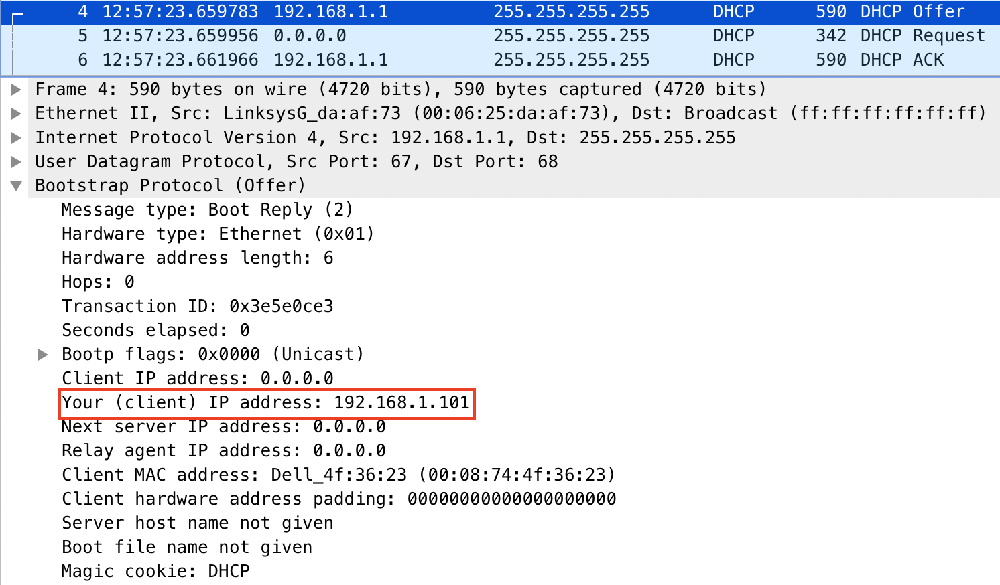 4 12:57:23.659783 192.168.1.1 255.255.255.255 DHCP 590 DHCP Offer
5 12:57:23.659956 0.0.0.0 255.255.255.255 DHCP 342 DHCP Request
6 12:57:23.661966 192.168.1.1 255.255.255.255 DHCP 590 DHCP ACK
Frame 4: 590 bytes on wire (4720 bits), 590 bytes captured (4720 bits)
Ethernet II, Src: LinksysG_da:af:73 (00:06:25:da:af:73), Dst: Broadcast (ff:ff:ff:ff:ff:ff)
Internet Protocol Version 4, Src: 192.168.1.1, Dst: 255.255.255.255
User Datagram Protocol, Src Port: 67, Dst Port: 68
Bootstrap Protocol (Offer)
Message type: Boot Reply (2)
Hardware type: Ethernet (0x01)
Hardware address length: 6
Hops: 0
Transaction ID: 0x3e5e0ce3
Seconds elapsed: 0
Bootp flags: 0x0000 (Unicast)
Client IP address: 0.0.0.0
Your (client) IP address: 192.168.1.101
Next server IP address: 0.0.0.0
Relay agent IP address: 0.0.0.0
Client MAC address: Dell_4f:36:23 (00:08:74:4f:36:23)
Client hardware address padding: 00000000000000000000
Server host name not given
Boot file name not given
Magic cookie: DHCP